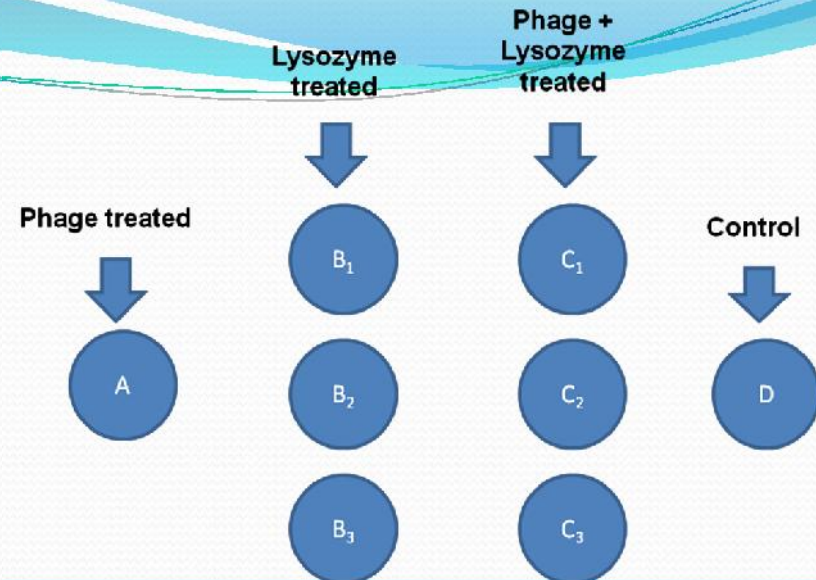 Phage treated
A
Lysozyme
treated
B₁
B₂
B₃
Phage +
Lysozyme
treated
C₁
C₂
C₃
Control
D